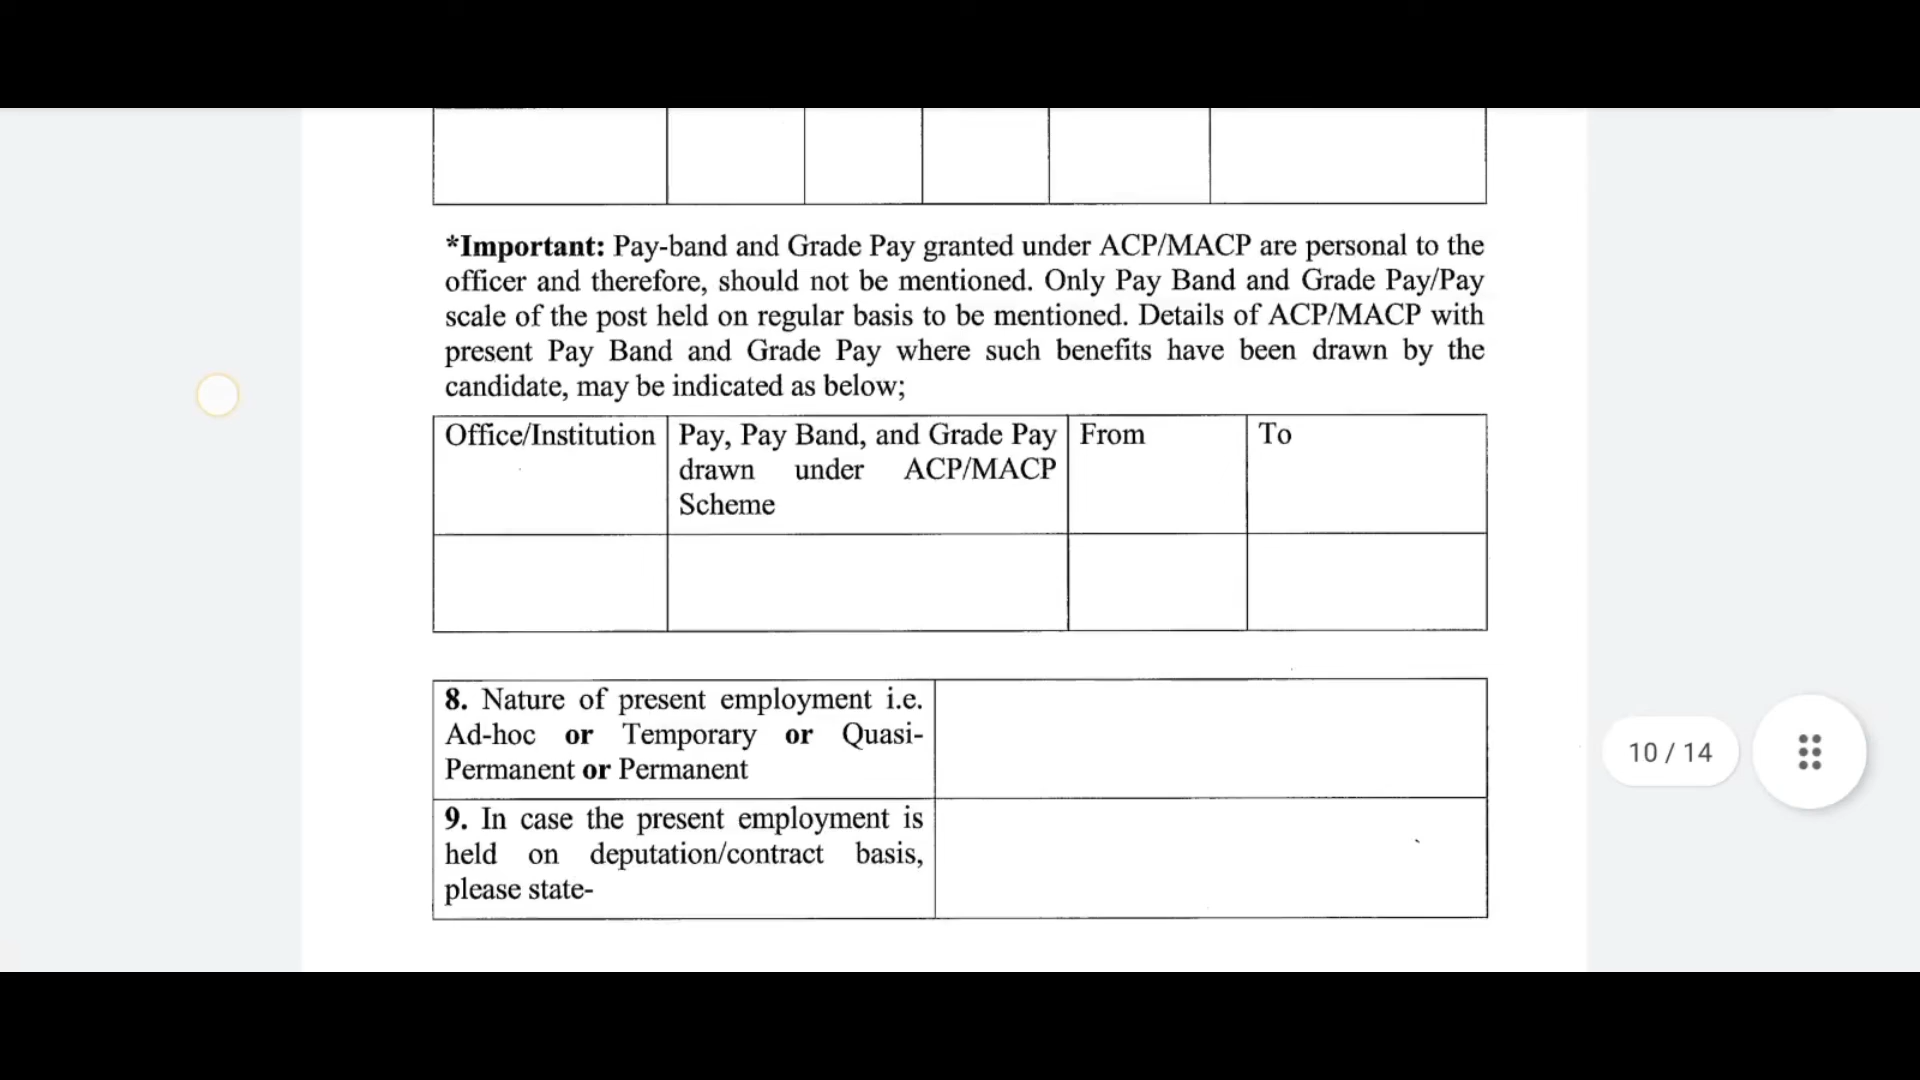 *Important: Pay-band and Grade Pay granted under ACP/MACP are personal to the
officer and therefore, should not be mentioned. Only Pay Band and Grade Pay/Pay
scale of the post held on regular basis to be mentioned. Details of ACP/MACP with
present Pay Band and Grade Pay where such benefits have been drawn by the
candidate, may be indicated as below;
Office/Institution
Pay, Pay Band, and Grade Pay
drawn under ACP/MACP
Scheme
From
To
8. Nature of present employment i.e.
Ad-hoc or Temporary or Quasi-
Permanent or Permanent
9. In case the present employment is
held on deputation/contract basis,
please state-
10 / 14